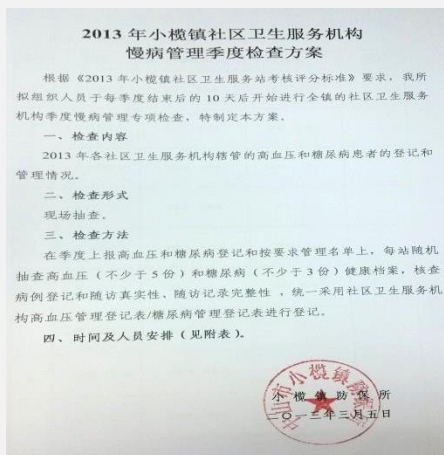 2013 年小榄镇社区卫生服务机构
慢病管理季度检查方案
根据《2013 年小榄镇社区卫生服务站考核评分标准》要求，我所
拟组织人员于每季度结束后的 10 天后开始进行全镇的社区卫生服务
机构季度慢病管理专项检查，特制定本方案。
一、检查内容
2013 年各社区卫生服务机构辖管的高血压和糖尿病患者的登记和
管理情况。
二、检查形式
现场抽查。
三、检查方法
在季度上报高血压和糖尿病登记和按要求管理名单上，每站随机
抽查高血压（不少于 5 份）和糖尿病（不少于 3 份）健康档案，核查
病例登记和随访真实性、随访记录完整性 、统一采用社区卫生服务机
构高血压管理登记表/糖尿病管理登记表进行登记。
四、时间及人员安排（见附表）。
中山市小榄镇
小榄镇防保所
二〇一三年三月五日